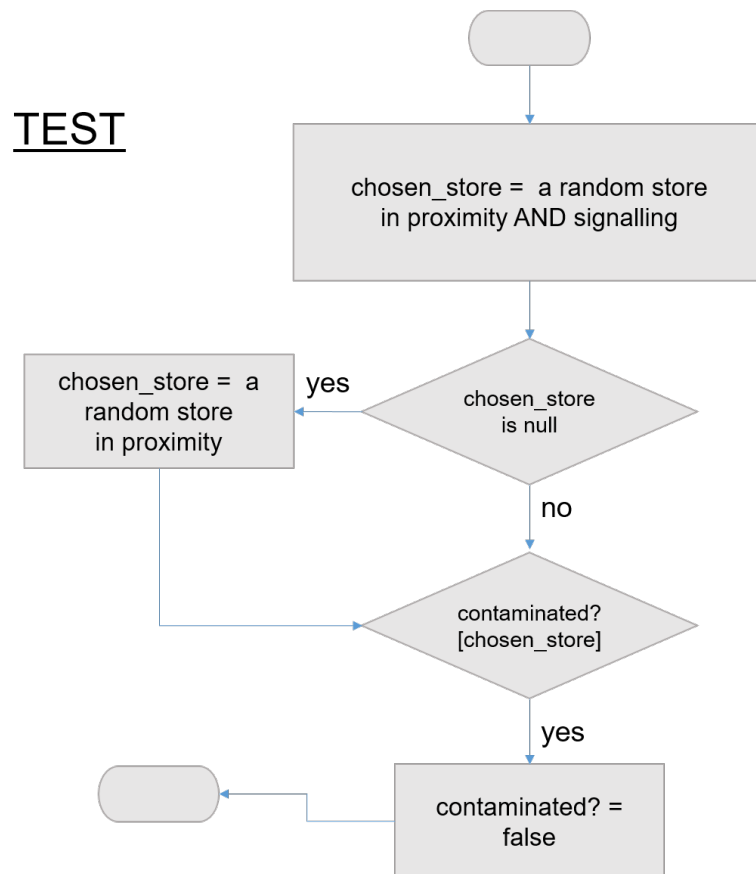 TEST
chosen_store =  a random store
in proximity AND signalling
chosen_store =  a
random store
in proximity
yes
chosen_store
is null
no
contaminated?
[chosen_store]
yes
contaminated? =
false